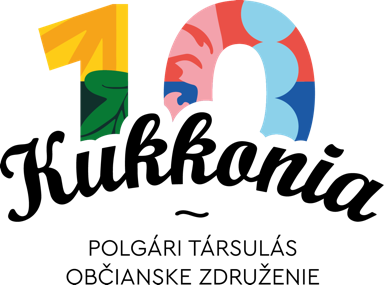 10
Kukkonia
~
POLGÁRI TÁRSULÁS
OBČIANSKE ZDRUŽENIE